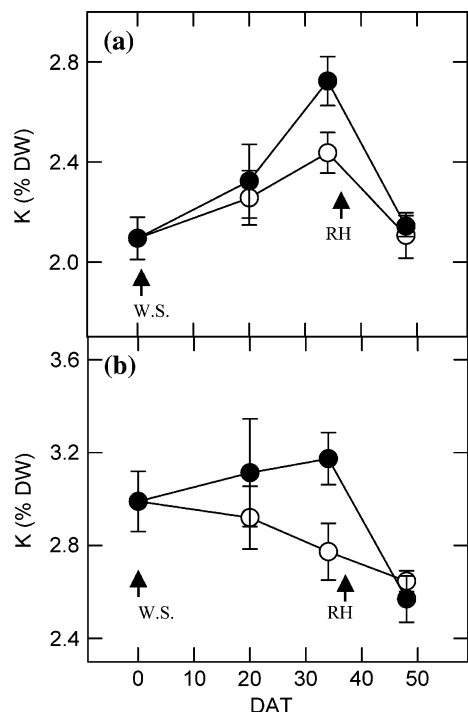 (a)
2.8
2.4
2.0
K (% DW)
RH
W.S.
(b)
3.6
3.2
2.8
2.4
K (% DW)
W.S.
RH
0 10 20 30 40 50
DAT